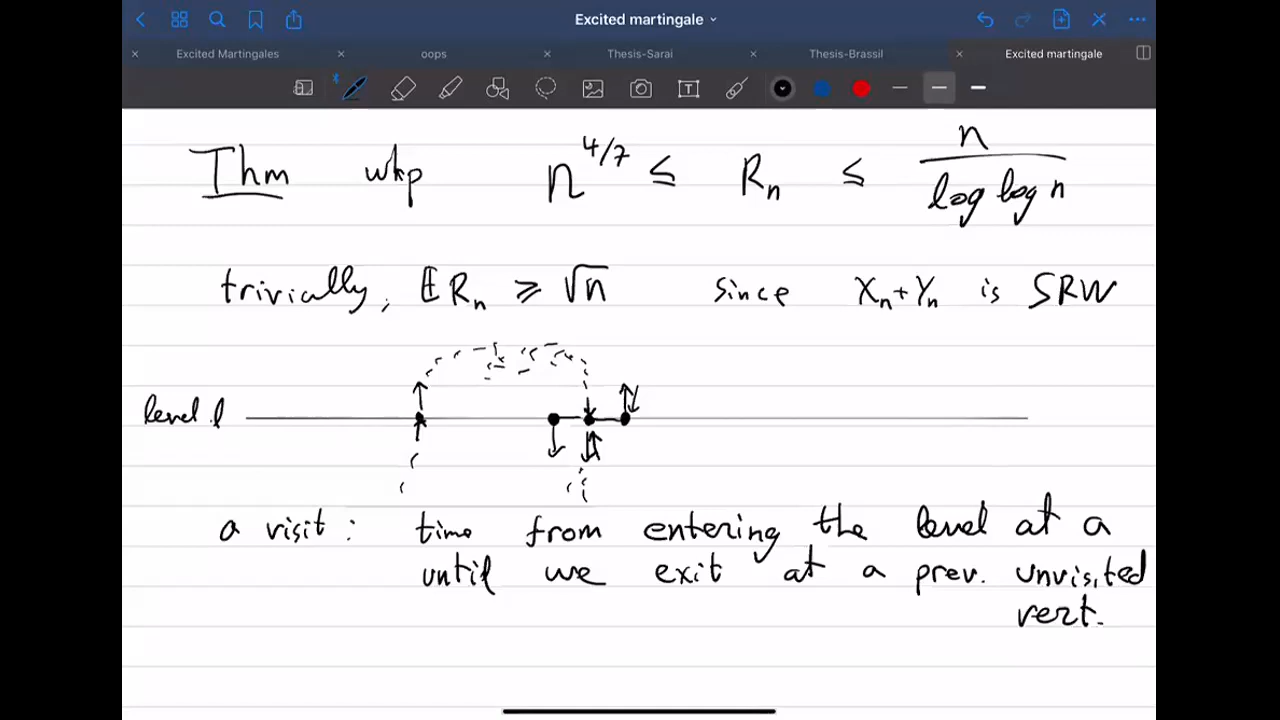 Excited martingale
Excited Martingales
oops
Thesis-Sarai
Thesis-Brassil
Excited martingale
Thm whp n^{4/7} ≤ R_n ≤ n / log log n
trivially, 𝔼 R_n ≥ √n since X_n + Y_n is SRW
level l
a visit: time from entering the level at a
until we exit at a prev. unvisited
vert.